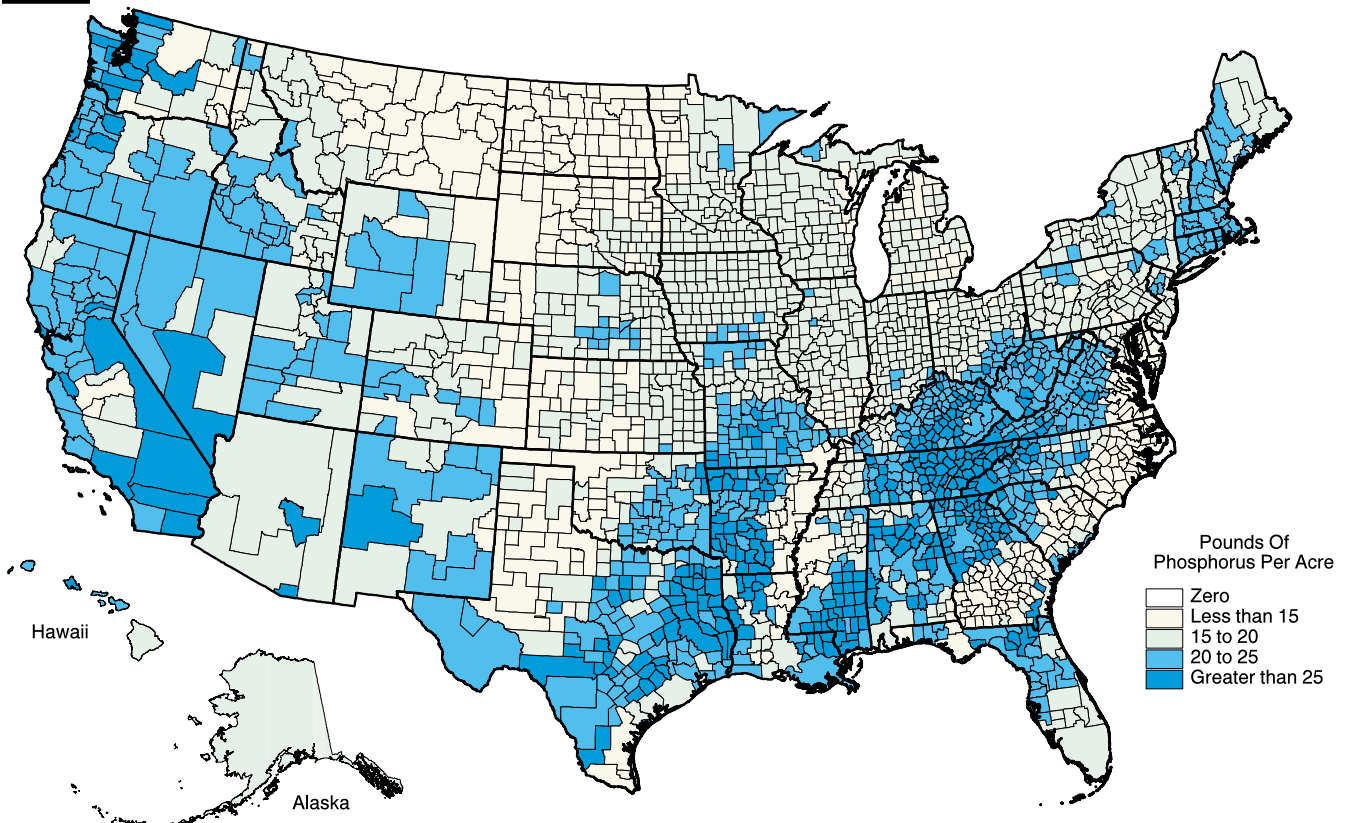 Pounds Of
Phosphorus Per Acre
Zero
Less than 15
15 to 20
20 to 25
Greater than 25
Hawaii
Alaska